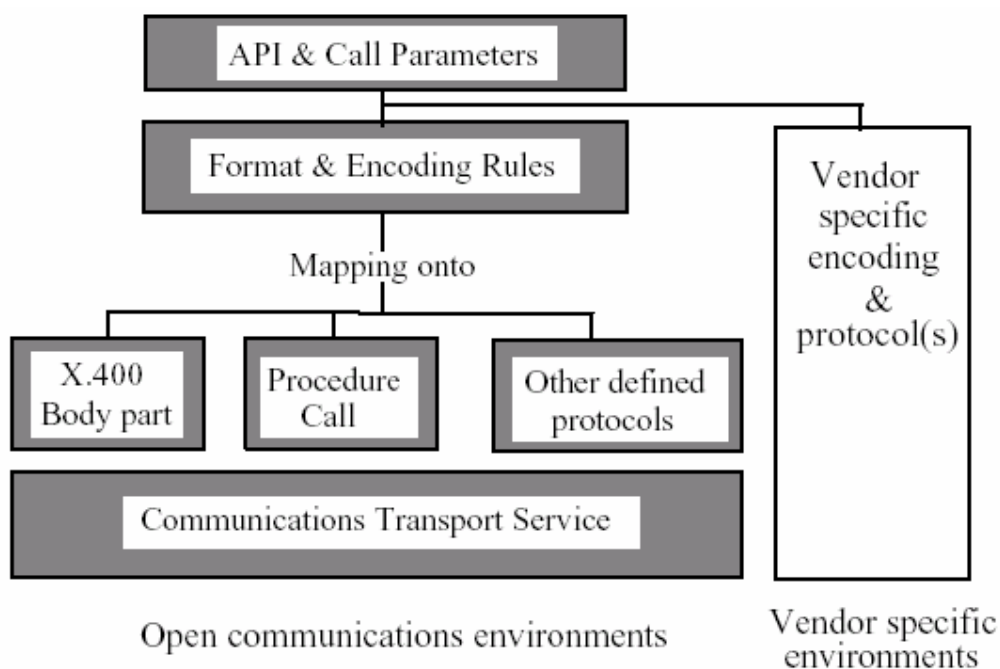 API & Call Parameters
Format & Encoding Rules
Mapping onto
X.400
Body part
Procedure
Call
Other defined
protocols
Communications Transport Service
Open communications environments
Vendor
specific
encoding
&
protocol(s)
Vendor specific
environments